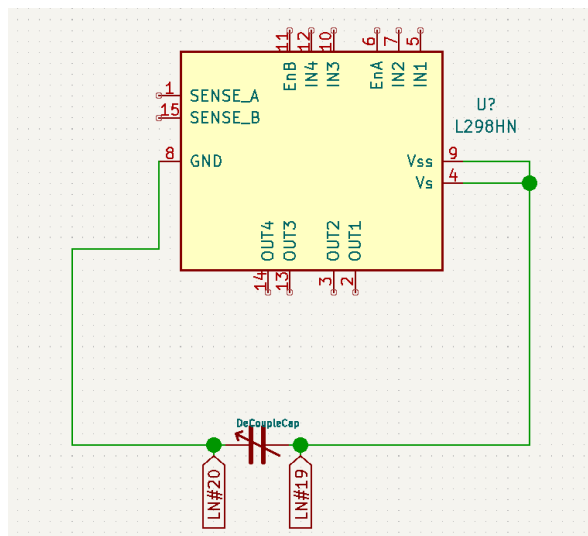 11
12
10
6
7
5
EnB
IN4
IN3
EnA
IN2
IN1
1
SENSE_A
15
SENSE_B
U?
L298HN
8
GND
Vss
9
Vs
4
OUT4
OUT3
OUT2
OUT1
14
13
3
2
DeCoupleCap
LN#20
LN#19